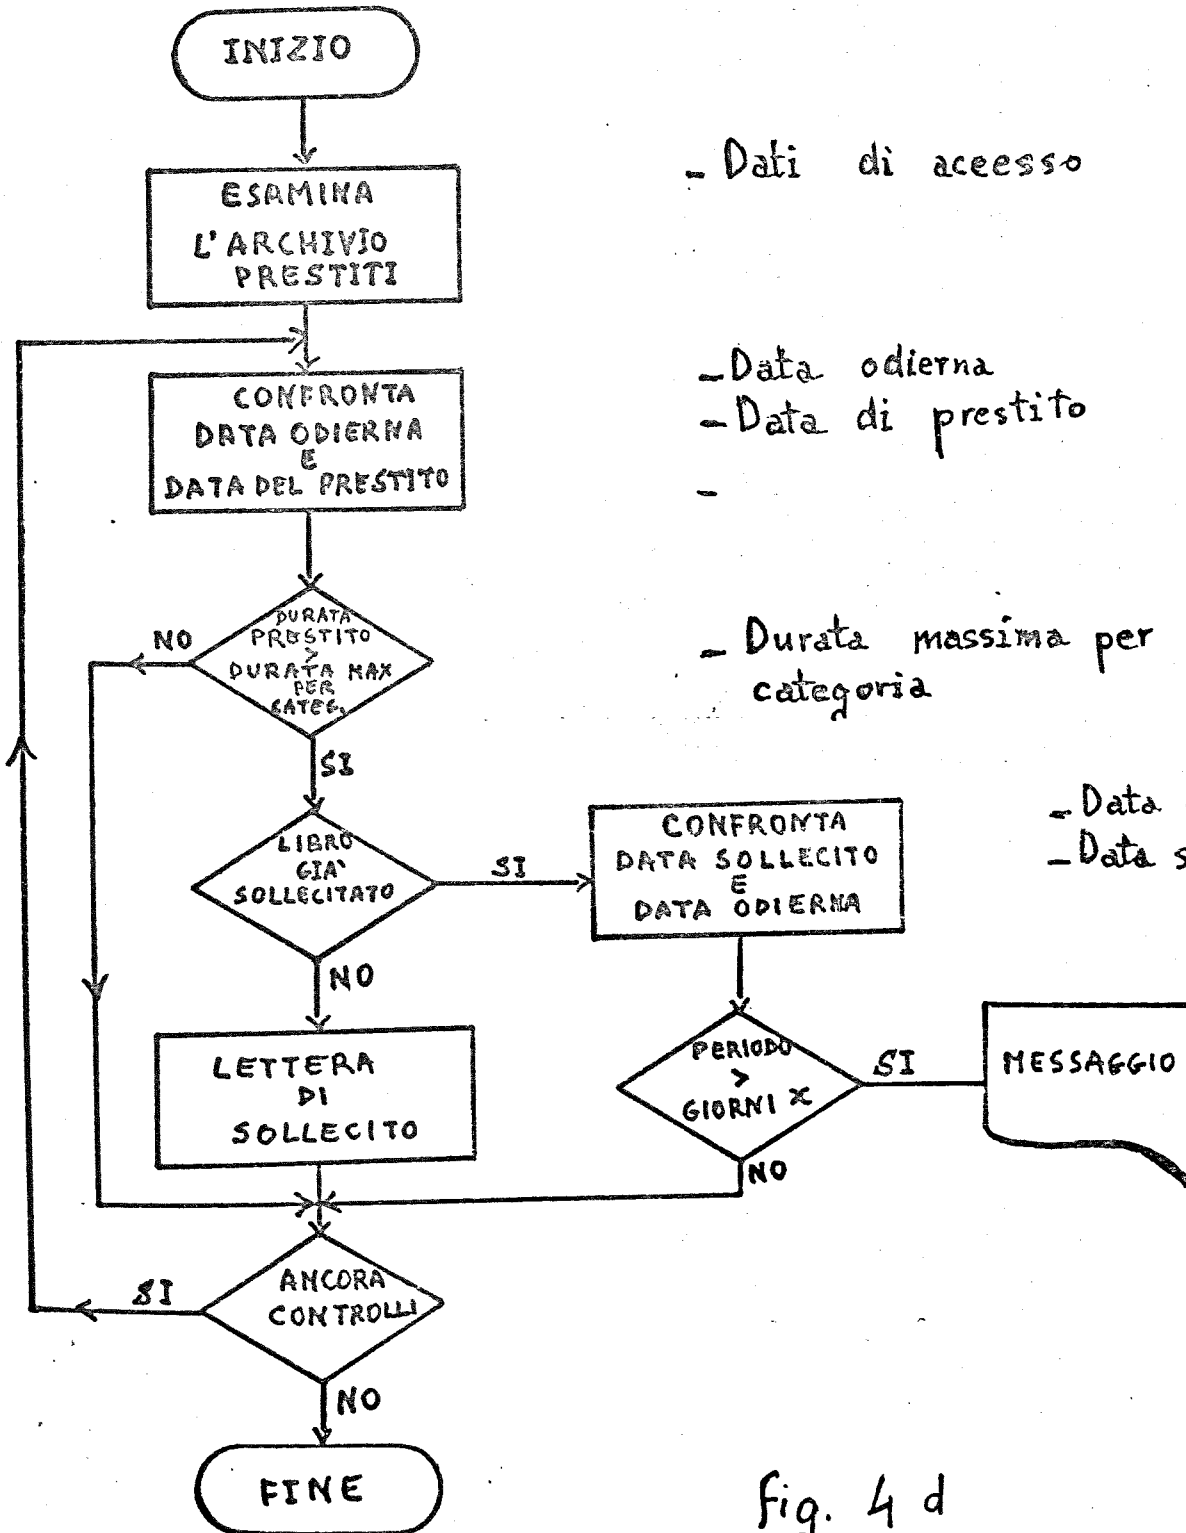 INIZIO
ESAMINA
L'ARCHIVIO
PRESTITI
- Dati di accesso
CONFRONTA
DATA ODIERNA
E
DATA DEL PRESTITO
- Data odierna
- Data di prestito
-
DURATA
PRESTITO
>
DURATA MAX
PER
CATEG.
NO
SI
- Durata massima per
categoria
LIBRO
GIA'
SOLLECITATO
SI
NO
CONFRONTA
DATA SOLLECITO
E
DATA ODIERNA
- Data
- Data s
LETTERA
DI
SOLLECITO
PERIODO
>
GIORNI X
SI
NO
MESSAGGIO
ANCORA
CONTROLLI
SI
NO
FINE
fig. 4 d